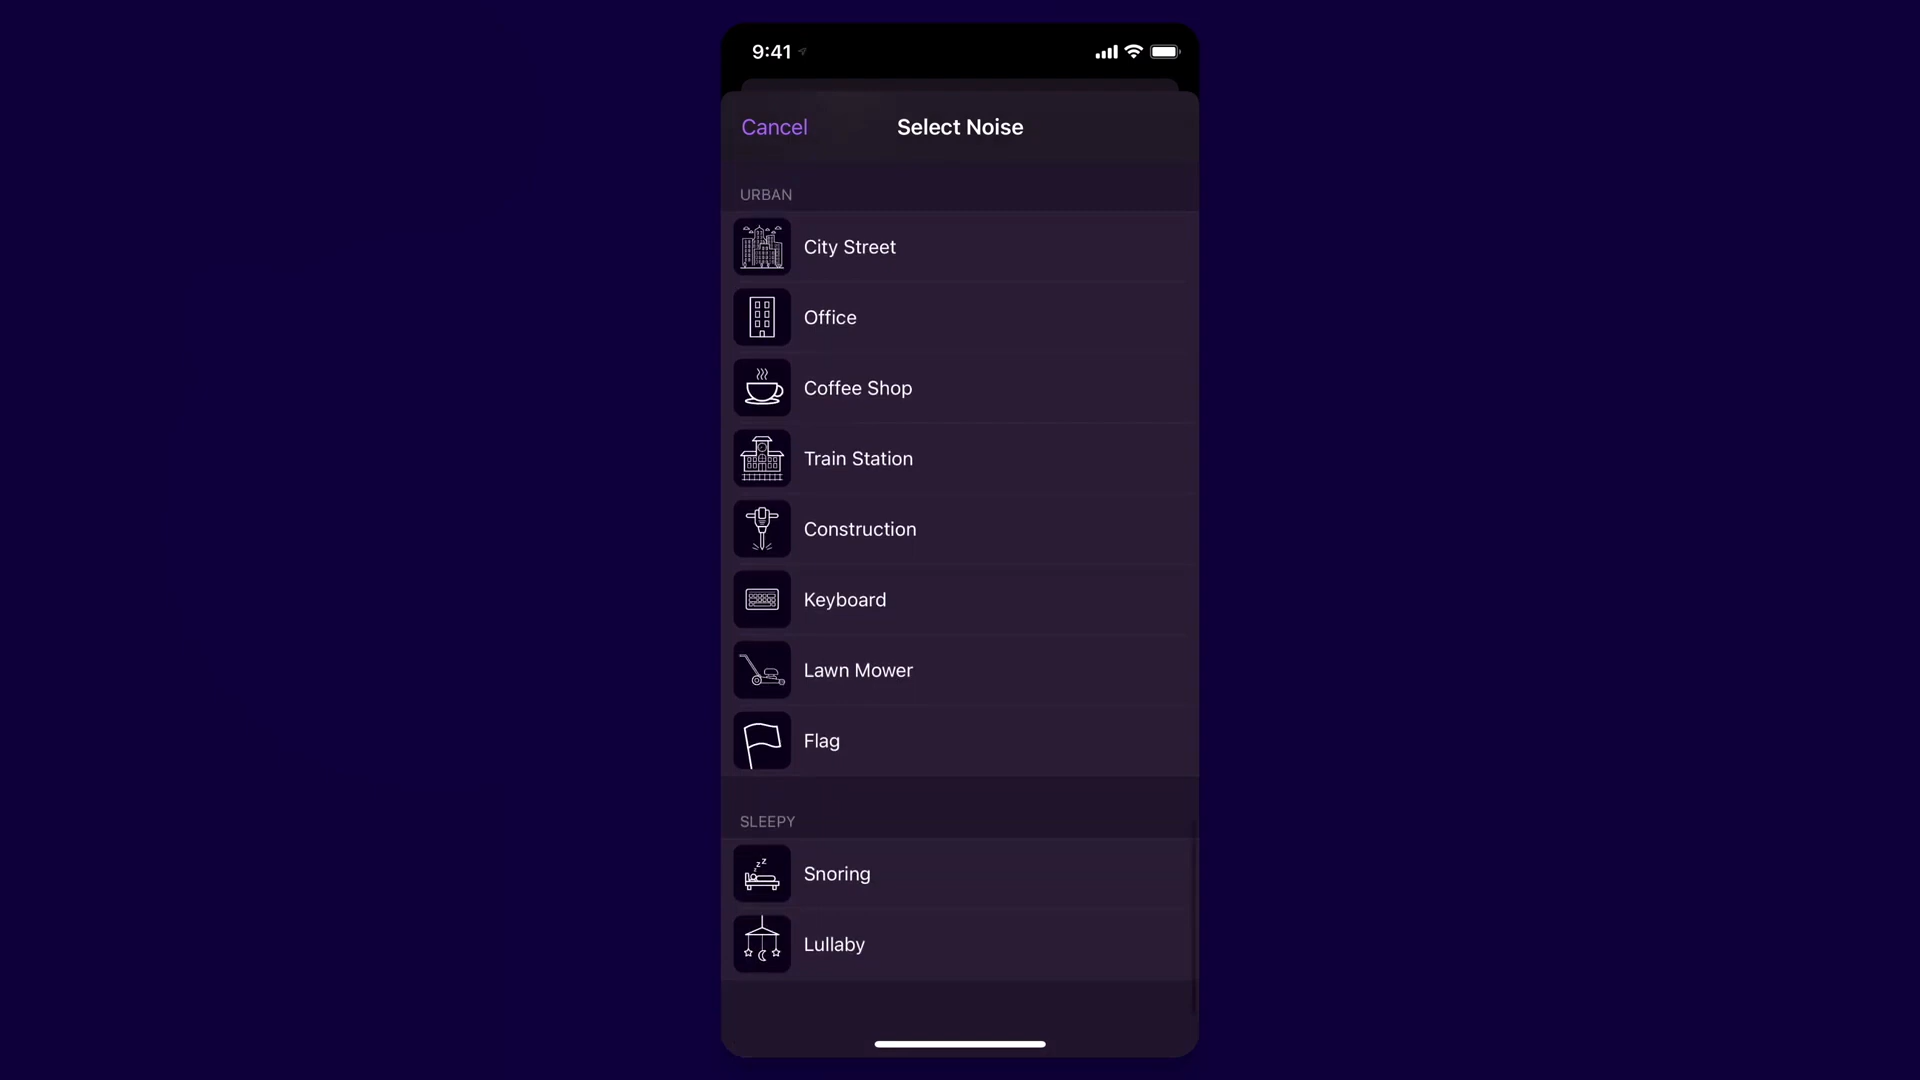 9:41
Cancel
Select Noise
URBAN
City Street
Office
Coffee Shop
Train Station
Construction
Keyboard
Lawn Mower
Flag
SLEEPY
Snoring
Lullaby